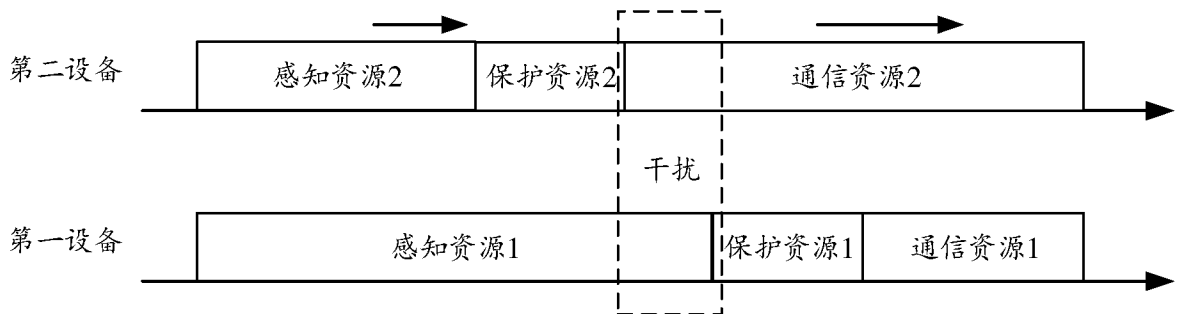 第二设备
感知资源2
保护资源2
通信资源2
干扰
第一设备
感知资源1
保护资源1
通信资源1